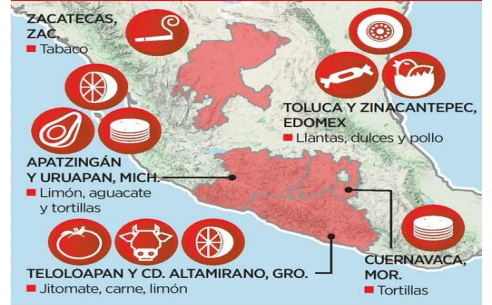 ZACATECAS,
ZAC.
Tabaco
TOLUCA Y ZINACANTEPEC,
EDOMEX
Llantas, dulces y pollo
APATZINGÁN
Y URUAPAN, MICH.
Limón, aguacate
y tortillas
TELOLOAPAN Y CD. ALTAMIRANO, GRO.
Jitomate, carne, limón
CUERNAVACA,
MOR.
Tortillas